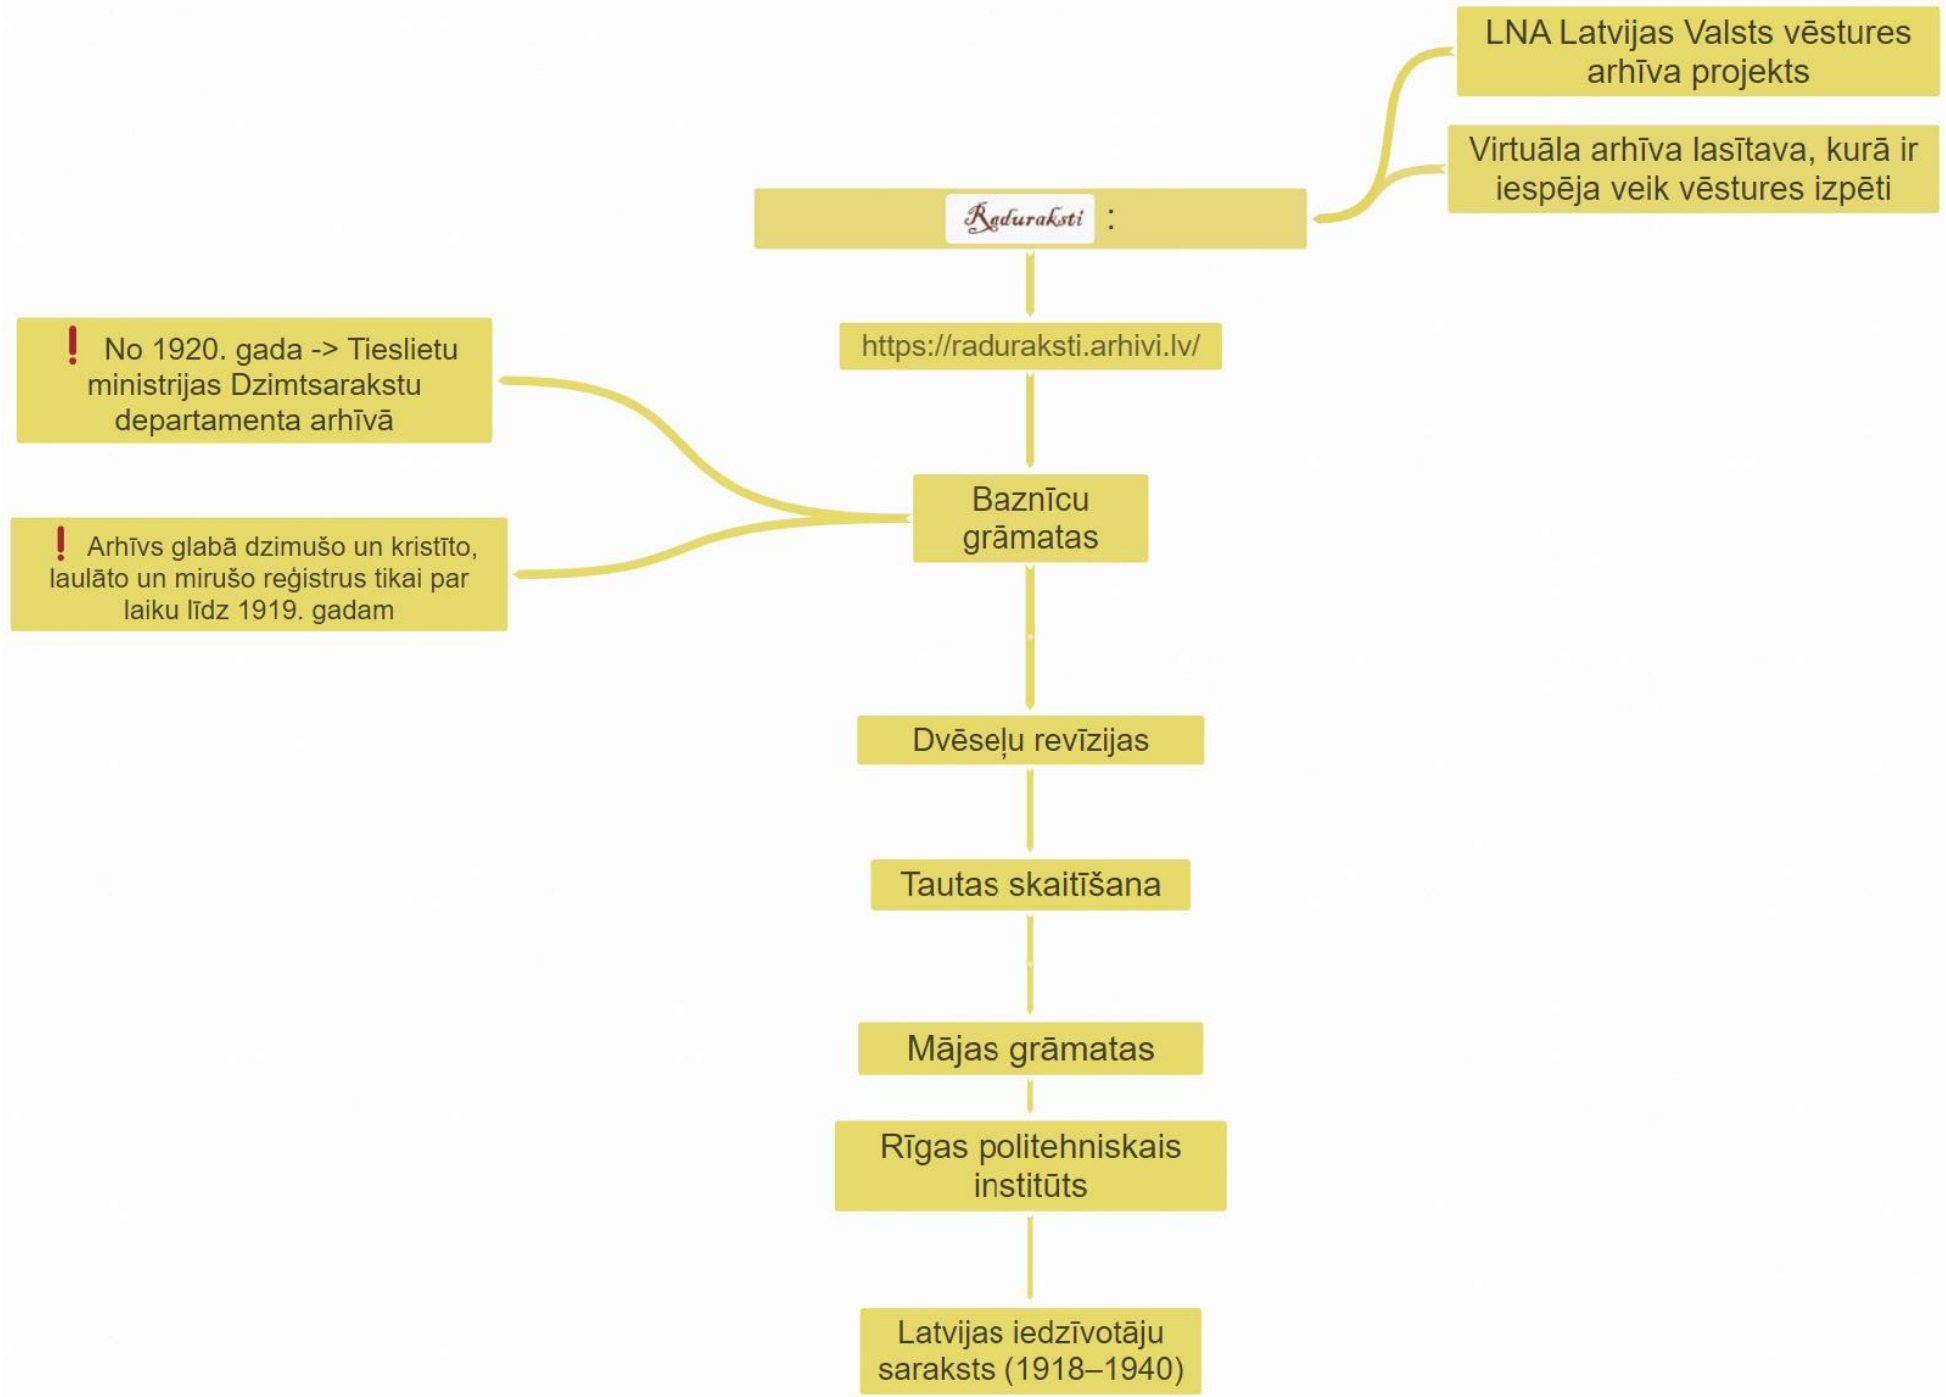 LNA Latvijas Valsts vēstures
arhīva projekts
Virtuāla arhīva lasītava, kurā ir
iespēja veik vēstures izpēti
Raduraksti :
https://raduraksti.arhivi.lv/
❗ No 1920. gada -> Tieslietu
ministrijas Dzimtsarakstu
departamenta arhīvā
❗ Arhīvs glabā dzimušo un kristīto,
laulāto un mirušo reģistrus tikai par
laiku līdz 1919. gadam
Baznīcu
grāmatas
Dvēseļu revīzijas
Tautas skaitīšana
Mājas grāmatas
Rīgas politehniskais
institūts
Latvijas iedzīvotāju
saraksts (1918–1940)